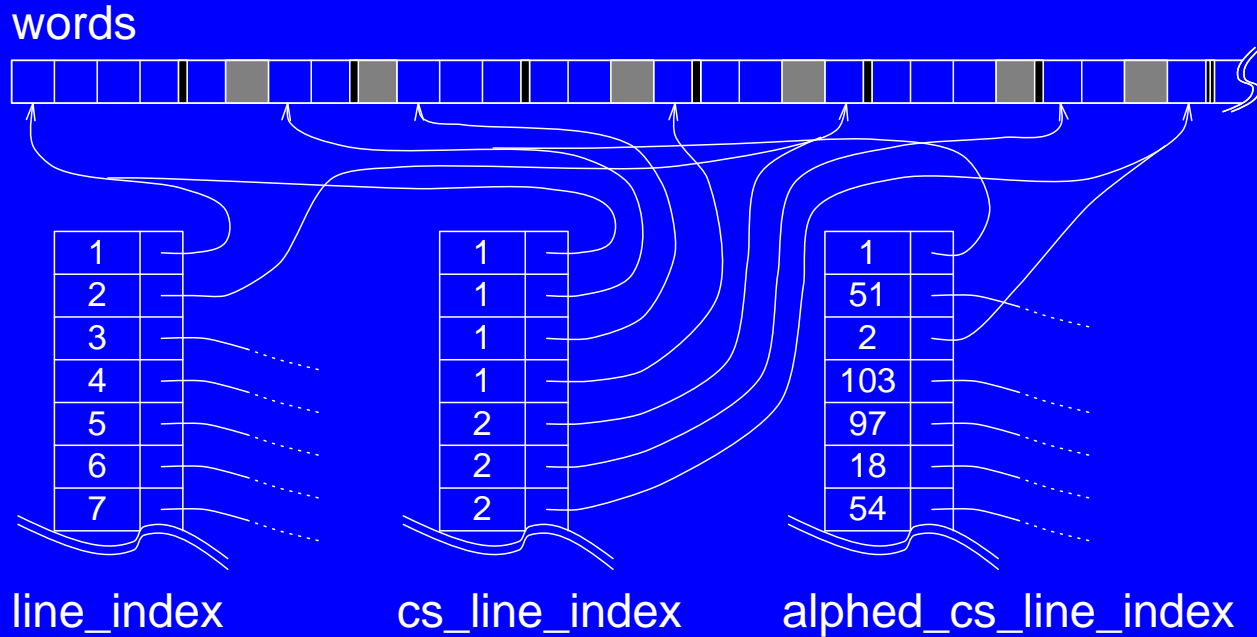 words
1 1 1
2 1 51
3 1 2
4 1 103
5 2 97
6 2 18
7 2 54
line_index cs_line_index alphed_cs_line_index